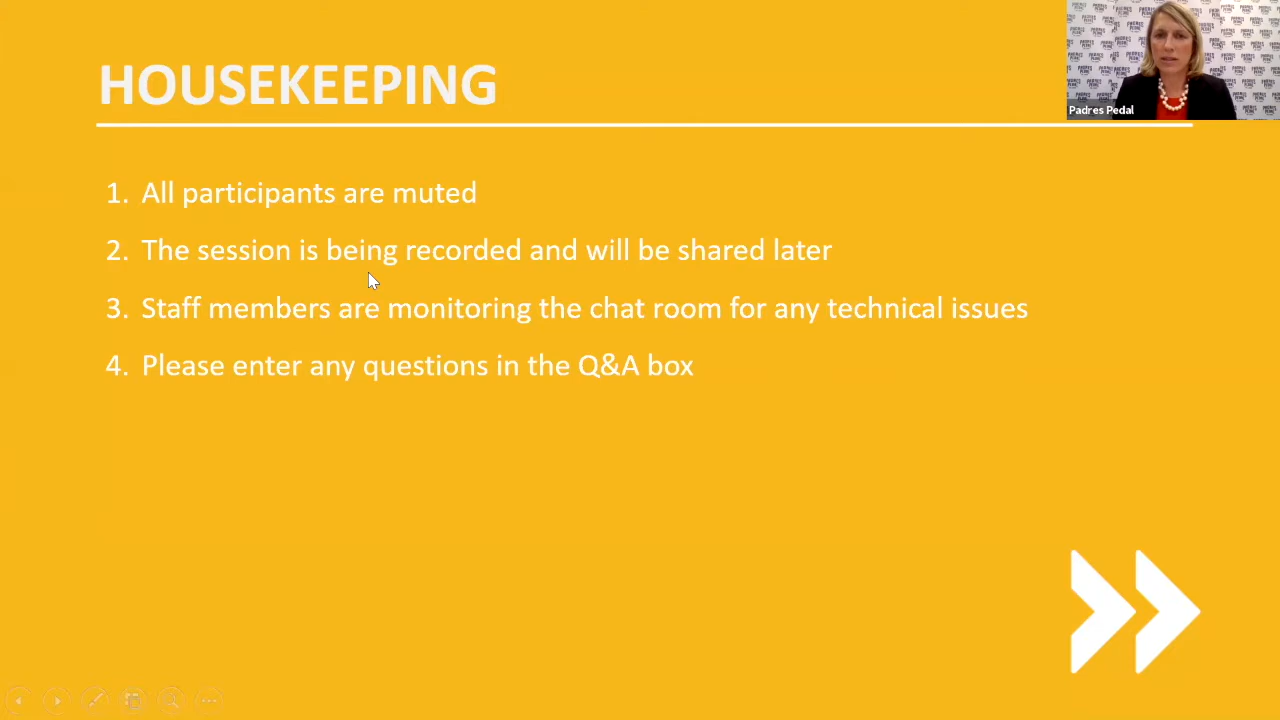 HOUSEKEEPING
Padres Pedal
1. All participants are muted
2. The session is being recorded and will be shared later
3. Staff members are monitoring the chat room for any technical issues
4. Please enter any questions in the Q&A box